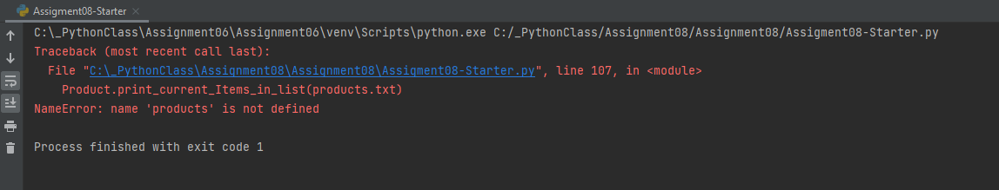 Assigment08-Starter
C:\_PythonClass\Assignment06\Assignment06\venv\Scripts\python.exe C:/_PythonClass/Assignment08/Assignment08/Assigment08-Starter.py
Traceback (most recent call last):
  File "C:\_PythonClass\Assignment08\Assignment08\Assigment08-Starter.py", line 107, in <module>
    Product.print_current_Items_in_list(products.txt)
NameError: name 'products' is not defined
Process finished with exit code 1